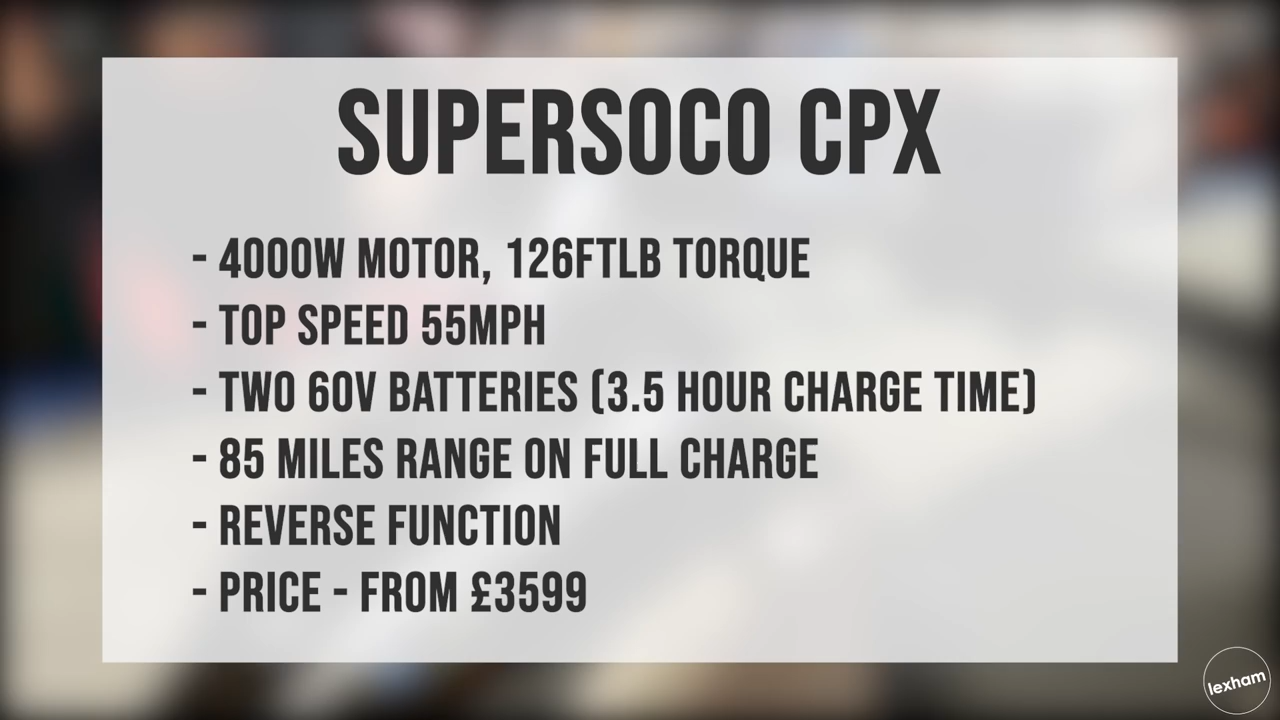 SUPERSOCO CPX
- 4000W MOTOR, 126FTLB TORQUE
- TOP SPEED 55MPH
- TWO 60V BATTERIES (3.5 HOUR CHARGE TIME)
- 85 MILES RANGE ON FULL CHARGE
- REVERSE FUNCTION
- PRICE - FROM £3599
lexham